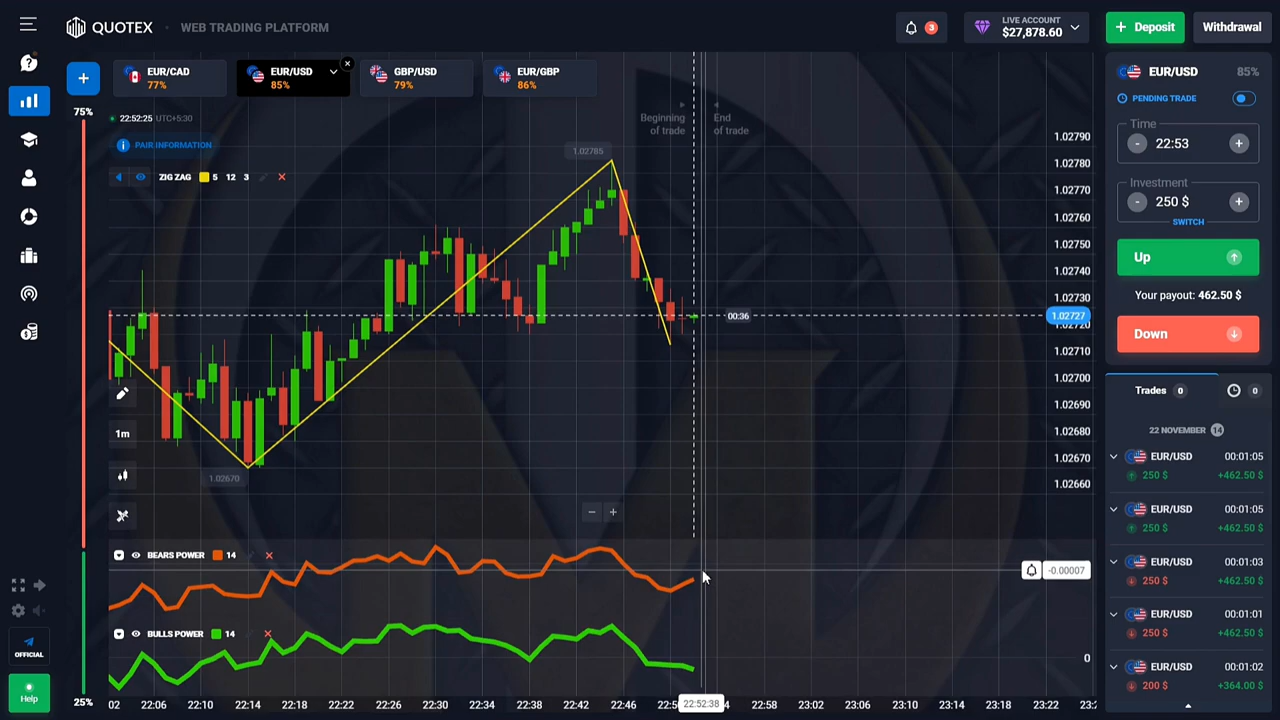 QUOTEX
WEB TRADING PLATFORM
3
LIVE ACCOUNT
$27,878.60
Deposit
Withdrawal
EUR/CAD
77%
EUR/USD
85%
GBP/USD
79%
EUR/GBP
86%
75%
22:52:25 UTC+5:30
PAIR INFORMATION
ZIG ZAG 5 12 3
Beginning
of trade
End
of trade
1.02785
1.02670
00:36
1.02790
1.02780
1.02770
1.02760
1.02750
1.02740
1.02730
1.02727
1.02720
1.02710
1.02700
1.02690
1.02680
1.02670
1.02660
1m
BEARS POWER 14
-0.00007
BULLS POWER 14
0
25%
02 22:06 22:10 22:14 22:18 22:22 22:26 22:30 22:34 22:38 22:42 22:46 22:52:38 22:58 23:02 23:06 23:10 23:14 23:18 23:22
OFFICIAL
Help
EUR/USD 85%
PENDING TRADE
Time
- 22:53 +
Investment
- 250 $ +
SWITCH
Up
Your payout: 462.50 $
Down
Trades 0
0
22 NOVEMBER 14
EUR/USD 00:01:05
250 $ +462.50 $
EUR/USD 00:01:05
250 $ +462.50 $
EUR/USD 00:01:03
250 $ +462.50 $
EUR/USD 00:01:01
250 $ +462.50 $
EUR/USD 00:01:02
200 $ +364.00 $